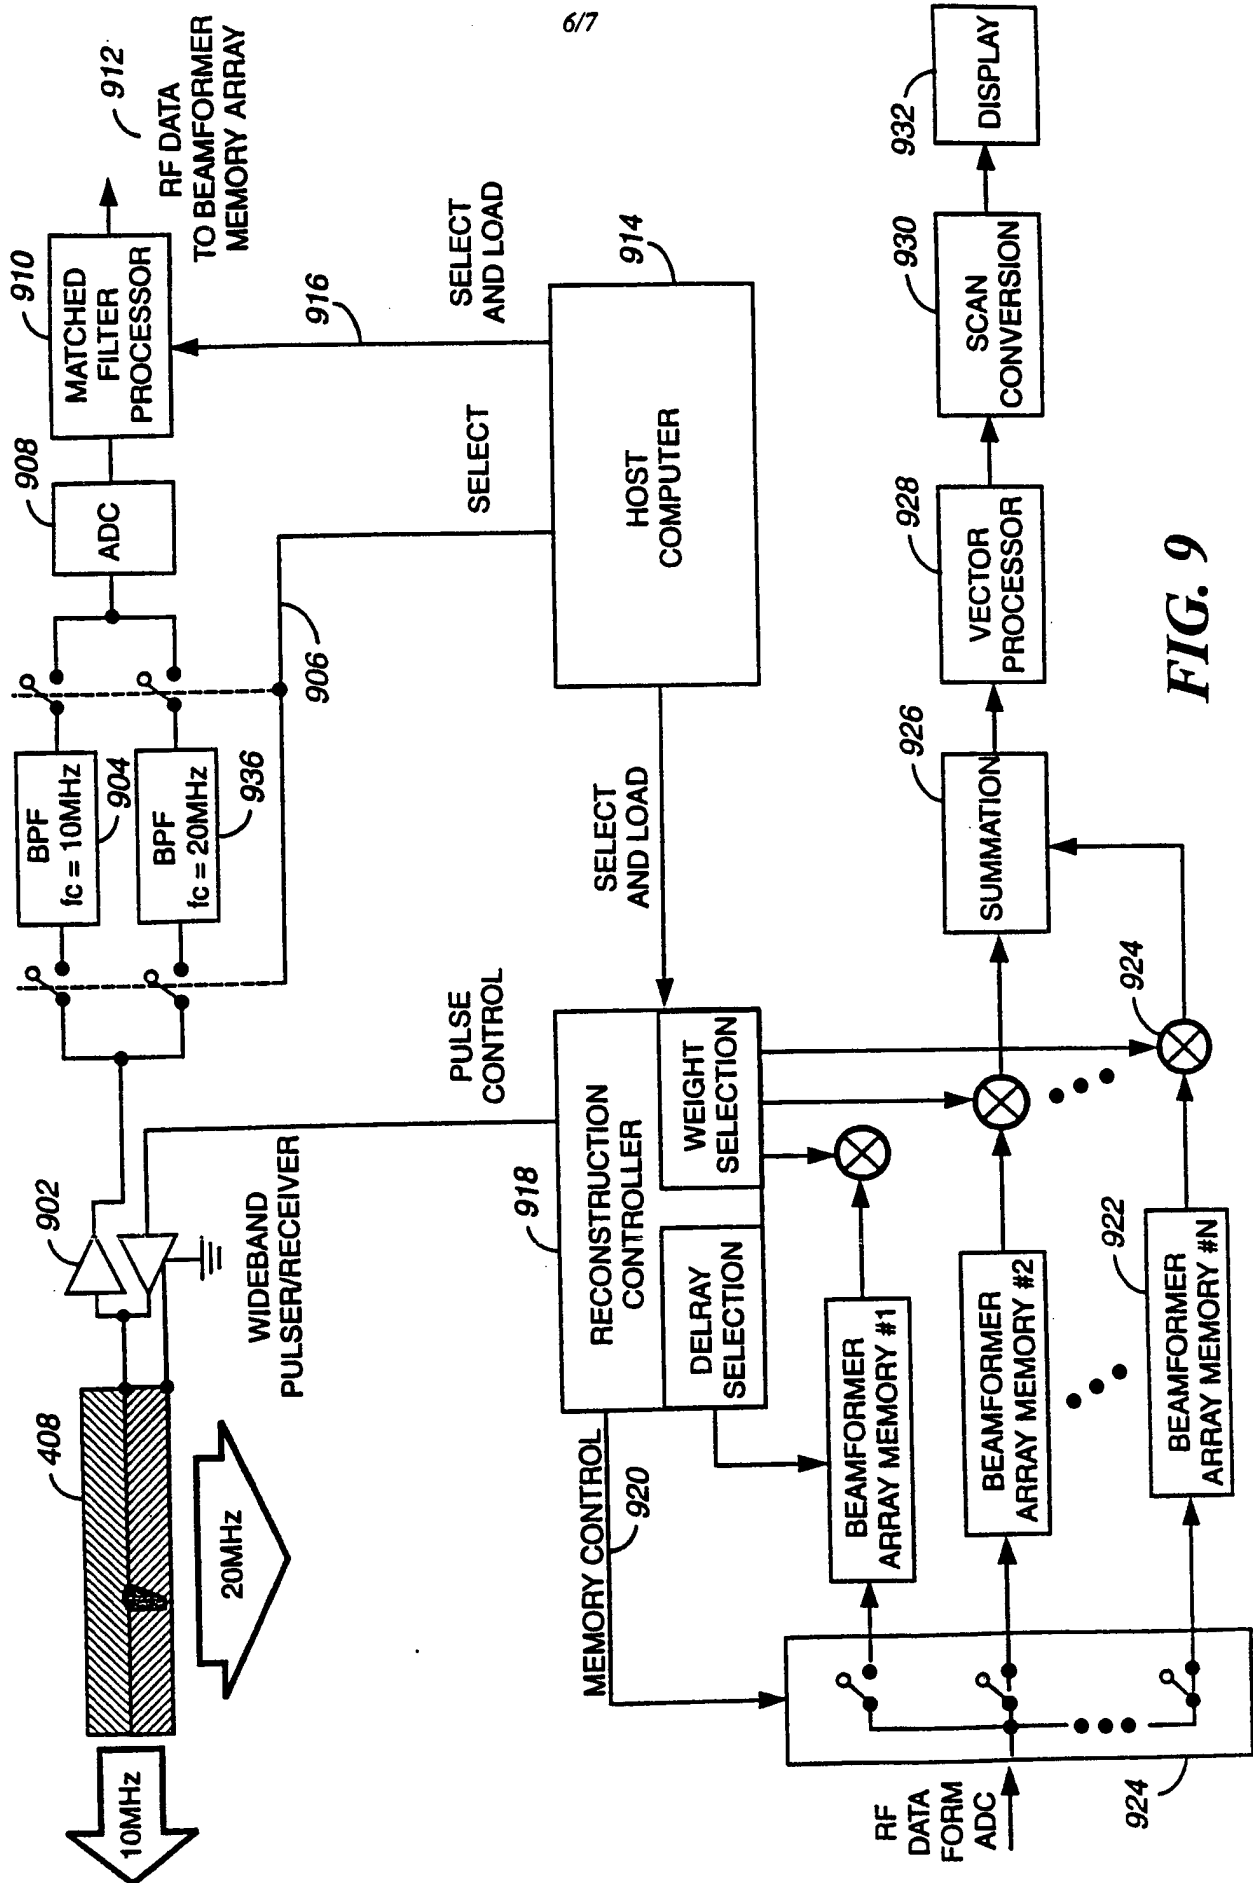 6/7
10MHz
20MHz
408
902
WIDEBAND
PULSER/RECEIVER
PULSE
CONTROL
BPF
fc = 10MHz
904
BPF
fc = 20MHz
936
906
ADC
908
MATCHED
FILTER
PROCESSOR
910
RF DATA
TO BEAMFORMER
MEMORY ARRAY
912
SELECT
SELECT
AND LOAD
916
HOST
COMPUTER
914
SELECT
AND LOAD
RECONSTRUCTION
CONTROLLER
918
DELRAY
SELECTION
WEIGHT
SELECTION
MEMORY CONTROL
920
RF
DATA
FORM
ADC
924
BEAMFORMER
ARRAY MEMORY #1
BEAMFORMER
ARRAY MEMORY #2
BEAMFORMER
ARRAY MEMORY #N
922
924
SUMMATION
926
VECTOR
PROCESSOR
928
SCAN
CONVERSION
930
DISPLAY
932
FIG. 9